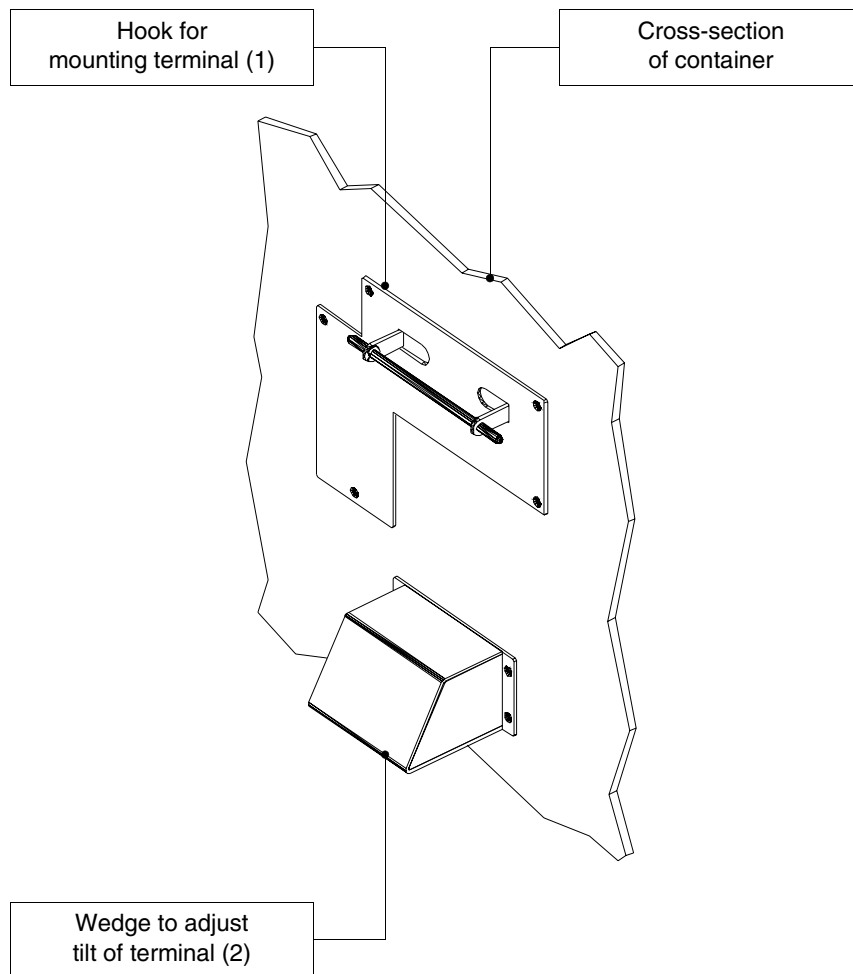 Hook for
mounting terminal (1)
Cross-section
of container
Wedge to adjust
tilt of terminal (2)